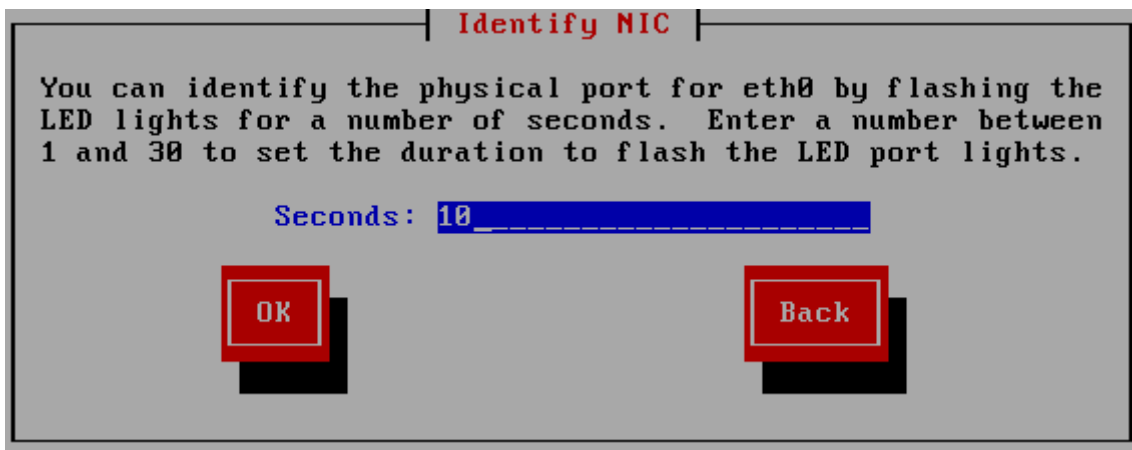 Identify NIC
You can identify the physical port for eth0 by flashing the
LED lights for a number of seconds.  Enter a number between
1 and 30 to set the duration to flash the LED port lights.
Seconds: 10
OK Back